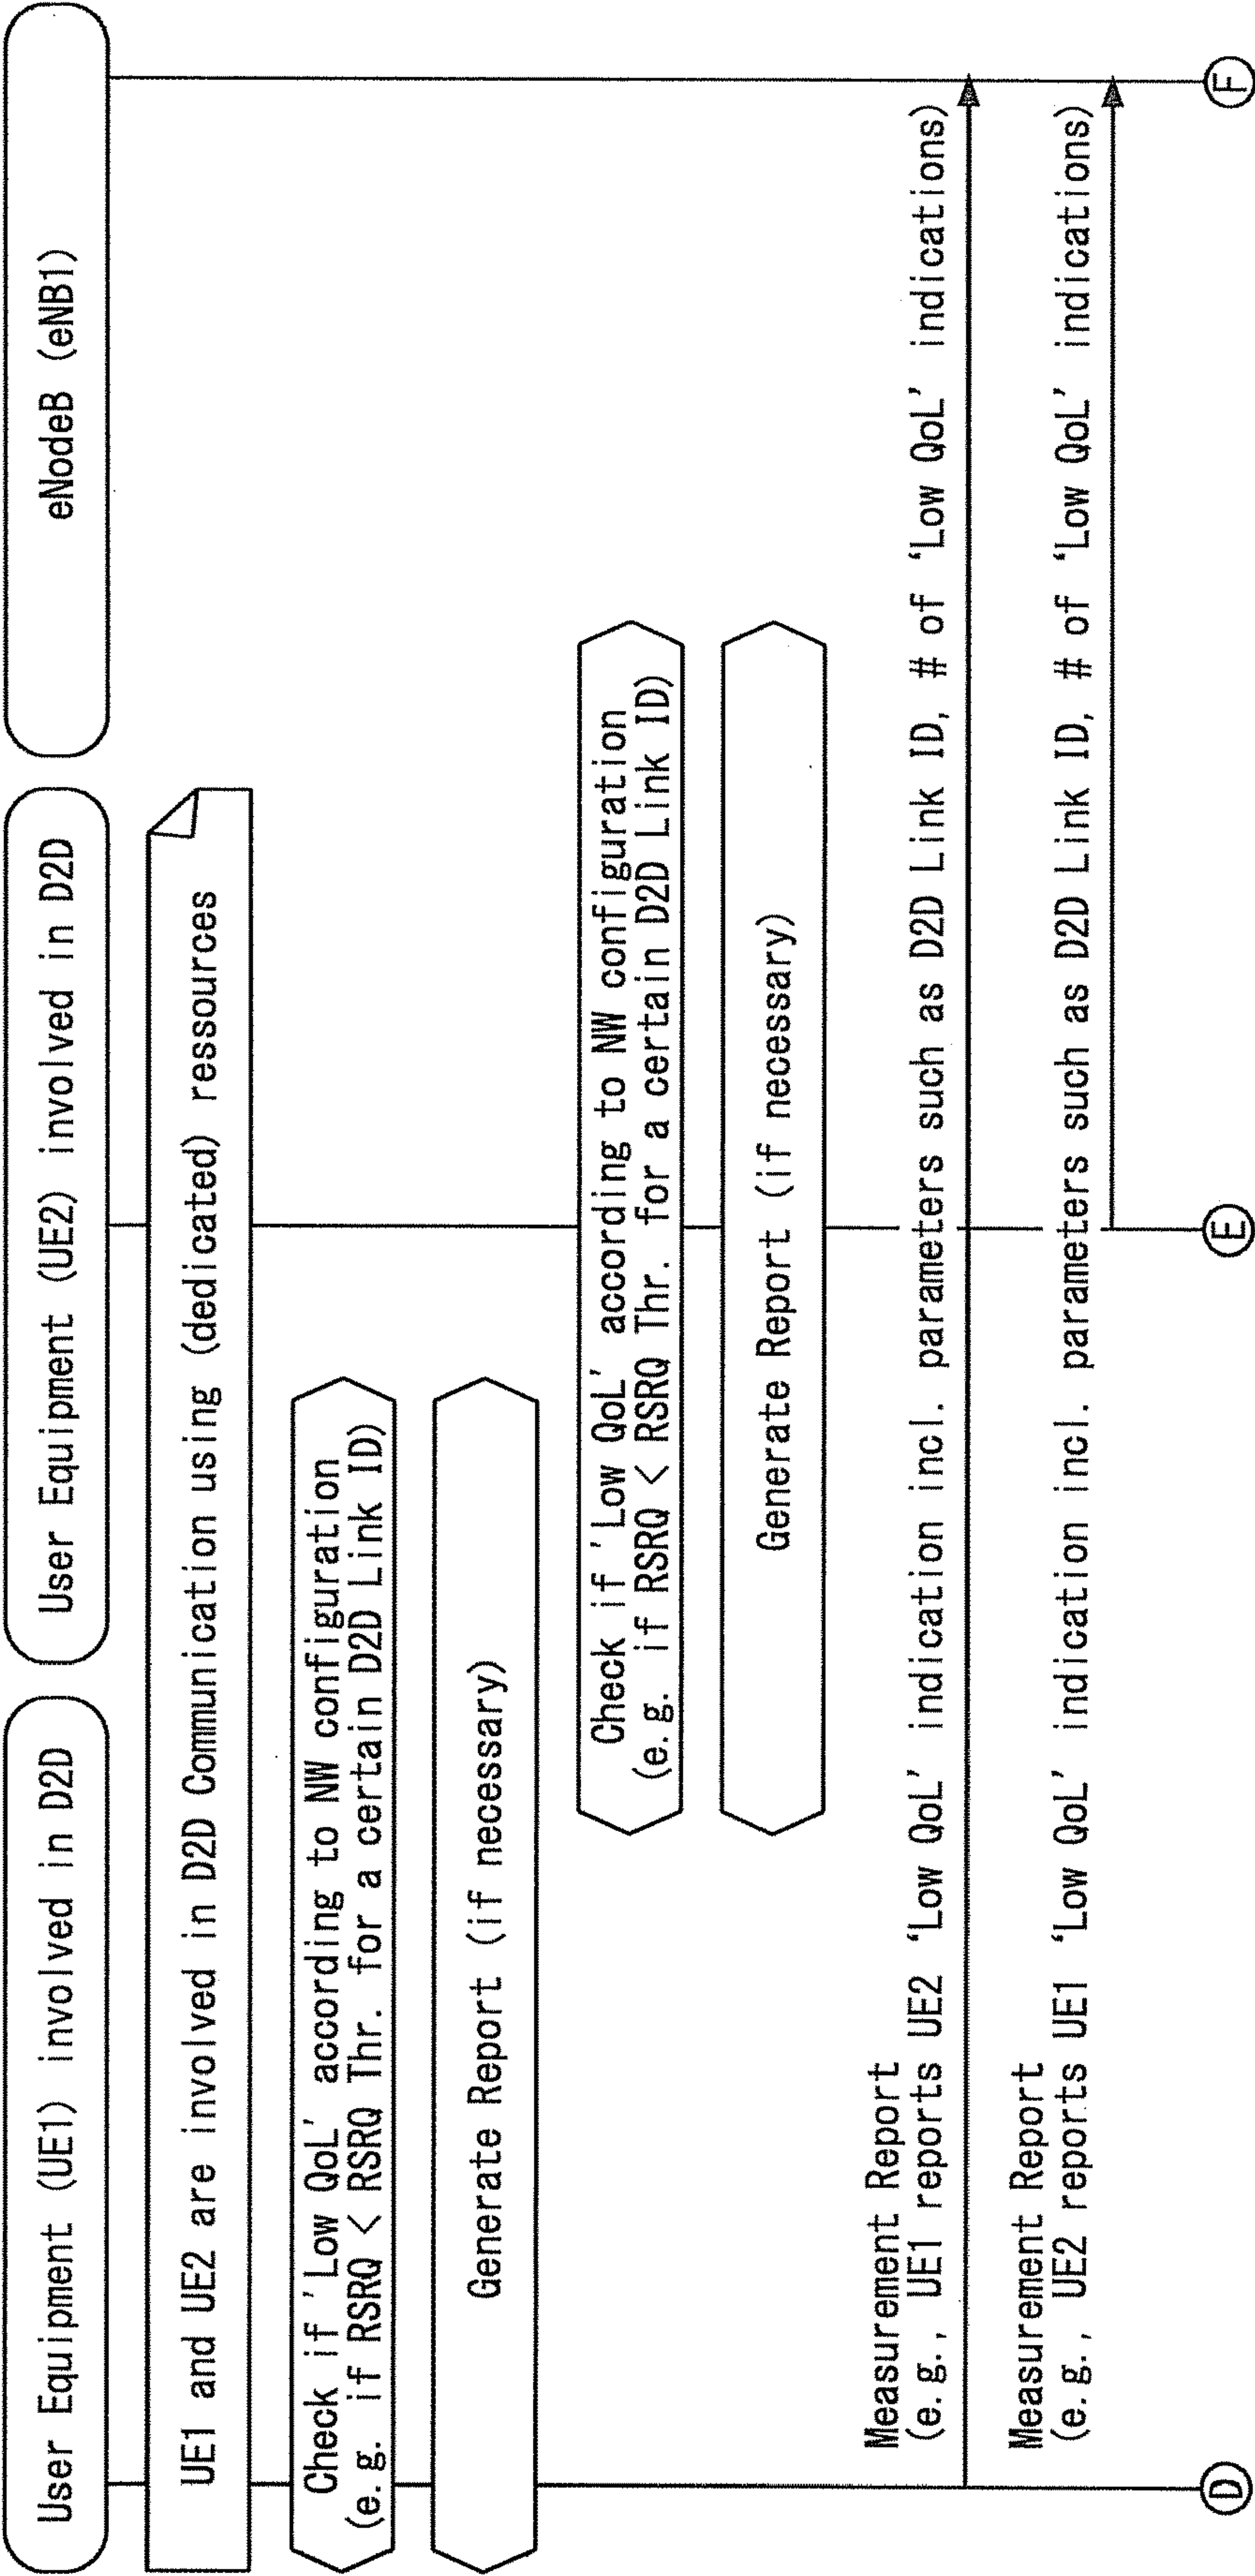 User Equipment (UE1) involved in D2D
User Equipment (UE2) involved in D2D
eNodeB (eNB1)
UE1 and UE2 are involved in D2D Communication using (dedicated) ressources
Check if 'Low QoL' according to NW configuration
(e.g. if RSRQ < RSRQ Thr. for a certain D2D Link ID)
Generate Report (if necessary)
Check if 'Low QoL' according to NW configuration
(e.g. if RSRQ < RSRQ Thr. for a certain D2D Link ID)
Generate Report (if necessary)
Measurement Report
(e.g., UE1 reports UE2 ‘Low QoL’ indication incl. parameters such as D2D Link ID, # of ‘Low QoL’ indications)
Measurement Report
(e.g., UE2 reports UE1 ‘Low QoL’ indication incl. parameters such as D2D Link ID, # of ‘Low QoL’ indications)
D
E
F